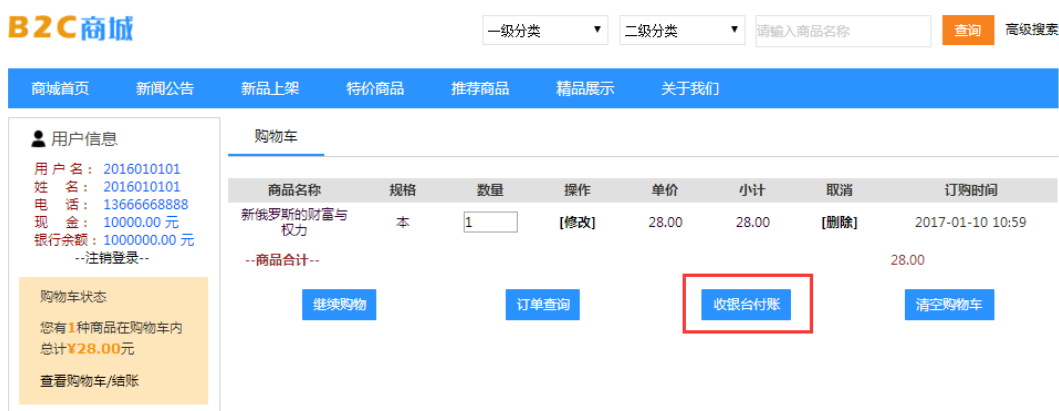 B2C商城
一级分类 二级分类 请输入商品名称 查询 高级搜索
商城首页 新闻公告 新品上架 特价商品 推荐商品 精品展示 关于我们
用户信息
用 户 名： 2016010101
姓 名： 2016010101
电 话： 13666668888
现 金： 10000.00 元
银行余额：1000000.00 元
--注销登录--
购物车状态
您有1种商品在购物车内
总计¥28.00元
查看购物车/结账
购物车
商品名称 规格 数量 操作 单价 小计 取消 订购时间
新俄罗斯的财富与
权力 本 1 [修改] 28.00 28.00 [删除] 2017-01-10 10:59
--商品合计-- 28.00
继续购物 订单查询 收银台付账 清空购物车